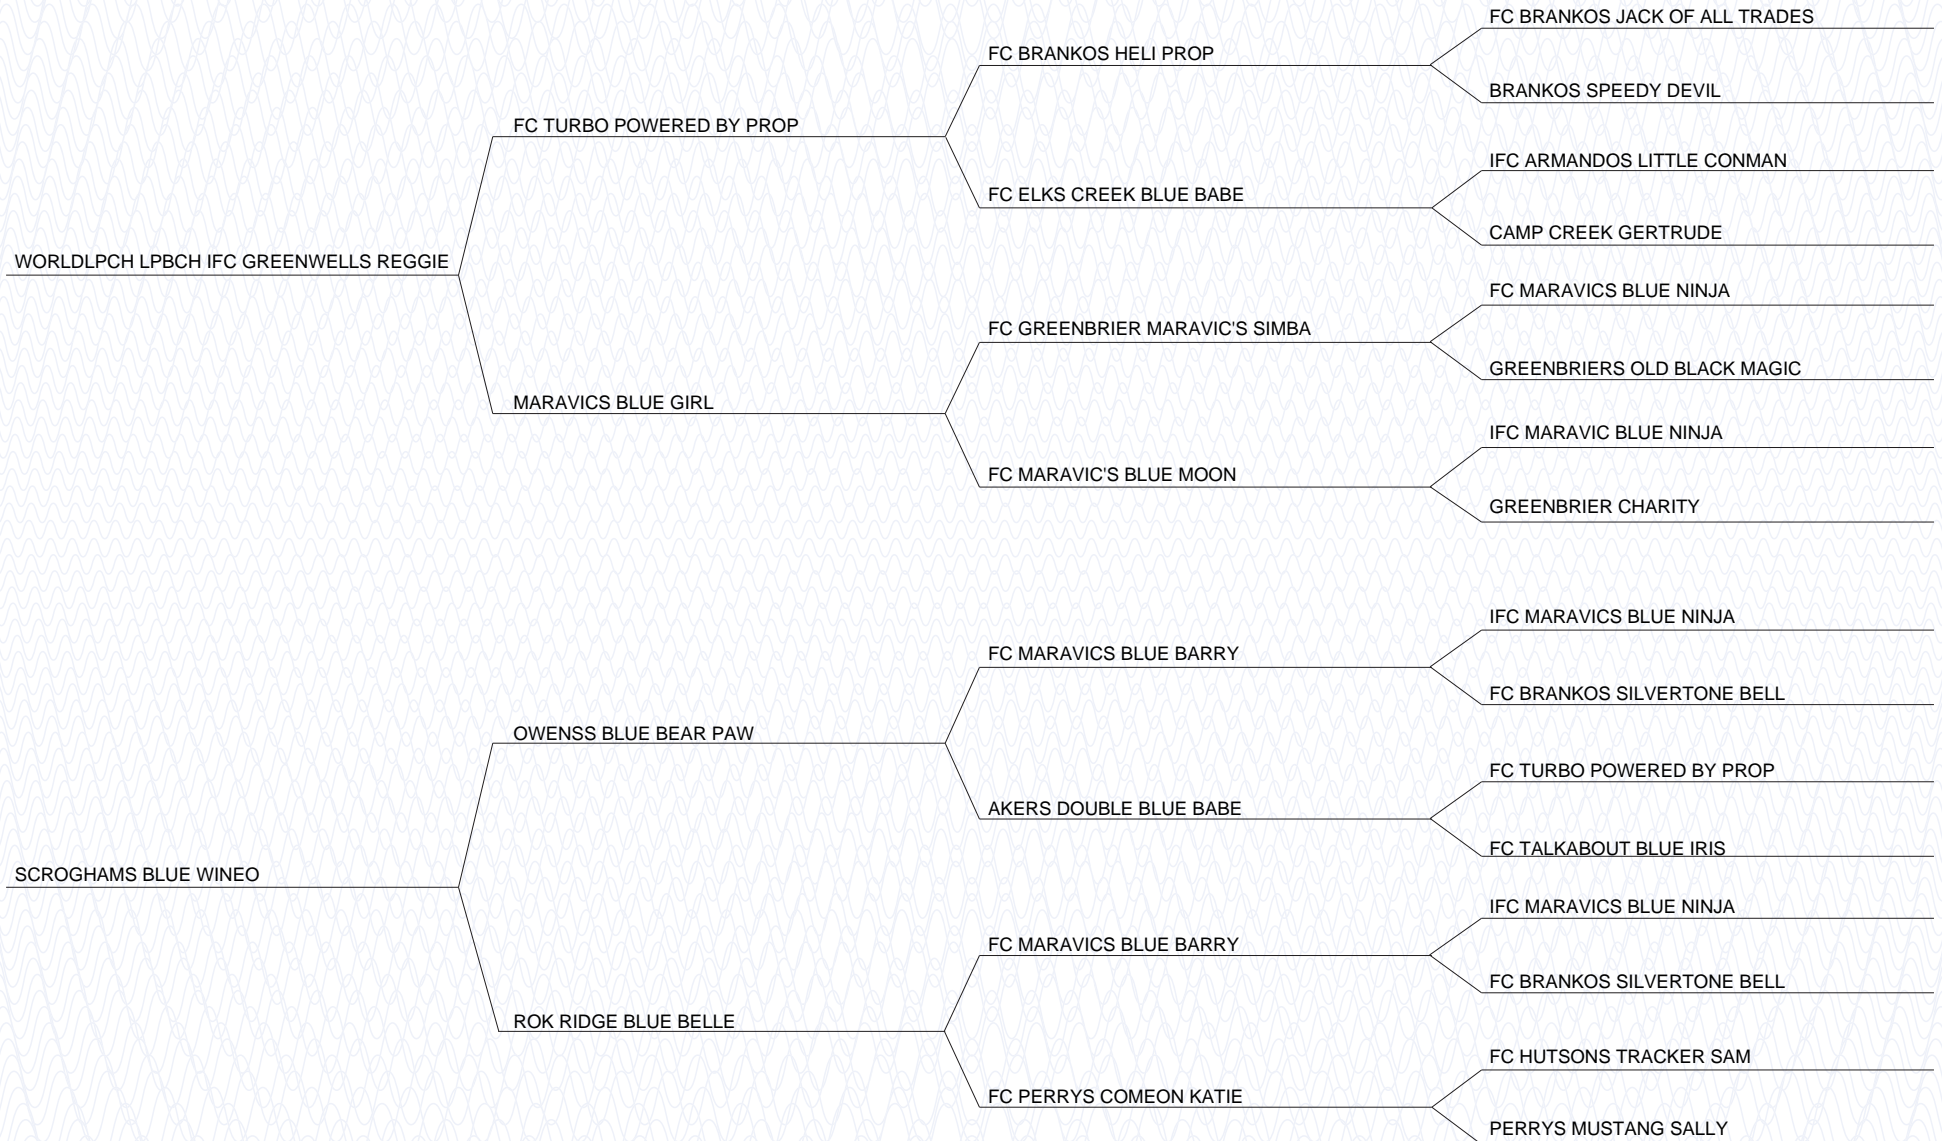 WORLDLPCH LPBCH IFC GREENWELLS REGGIE
FC TURBO POWERED BY PROP
FC BRANKOS HELI PROP
FC BRANKOS JACK OF ALL TRADES
BRANKOS SPEEDY DEVIL
FC ELKS CREEK BLUE BABE
IFC ARMANDOS LITTLE CONMAN
CAMP CREEK GERTRUDE
MARAVICS BLUE GIRL
FC GREENBRIER MARAVIC'S SIMBA
FC MARAVICS BLUE NINJA
GREENBRIERS OLD BLACK MAGIC
FC MARAVIC'S BLUE MOON
IFC MARAVIC BLUE NINJA
GREENBRIER CHARITY
SCROGHAMS BLUE WINEO
OWENSS BLUE BEAR PAW
FC MARAVICS BLUE BARRY
IFC MARAVICS BLUE NINJA
FC BRANKOS SILVERTONE BELL
AKERS DOUBLE BLUE BABE
FC TURBO POWERED BY PROP
FC TALKABOUT BLUE IRIS
ROK RIDGE BLUE BELLE
FC MARAVICS BLUE BARRY
IFC MARAVICS BLUE NINJA
FC BRANKOS SILVERTONE BELL
FC PERRYS COMEON KATIE
FC HUTSONS TRACKER SAM
PERRYS MUSTANG SALLY